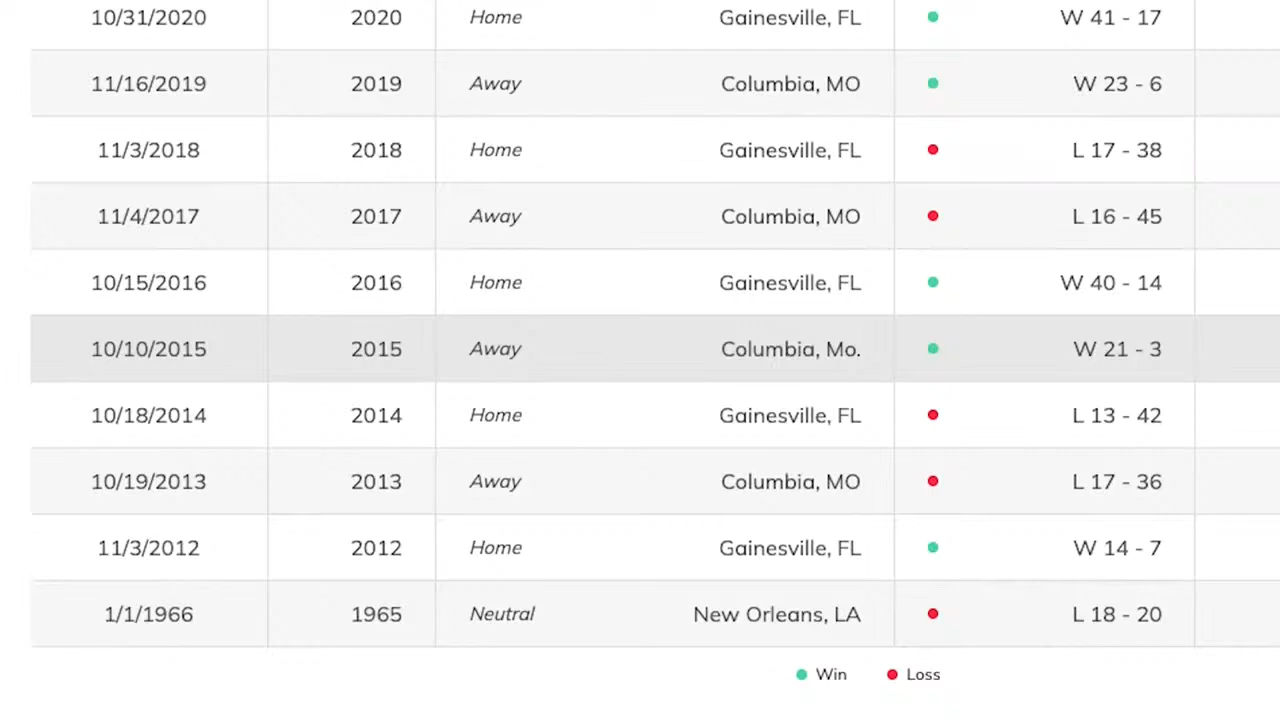 10/31/2020 2020 Home Gainesville, FL W 41 - 17
11/16/2019 2019 Away Columbia, MO W 23 - 6
11/3/2018 2018 Home Gainesville, FL L 17 - 38
11/4/2017 2017 Away Columbia, MO L 16 - 45
10/15/2016 2016 Home Gainesville, FL W 40 - 14
10/10/2015 2015 Away Columbia, Mo. W 21 - 3
10/18/2014 2014 Home Gainesville, FL L 13 - 42
10/19/2013 2013 Away Columbia, MO L 17 - 36
11/3/2012 2012 Home Gainesville, FL W 14 - 7
1/1/1966 1965 Neutral New Orleans, LA L 18 - 20
Win Loss